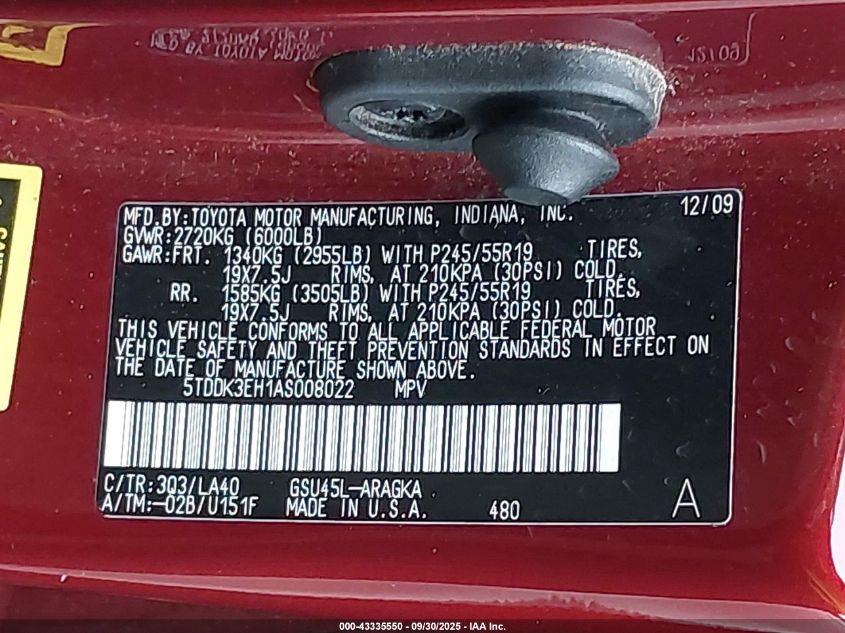 MFD.BY:TOYOTA MOTOR MANUFACTURING, INDIANA, INC. 12/09
GVWR:2720KG (6000LB)
GAWR:FRT. 1340KG (2955LB) WITH P245/55R19 TIRES,
19X7.5J RIMS, AT 210KPA (30PSI) COLD.
RR. 1585KG (3505LB) WITH P245/55R19 TIRES,
19X7.5J RIMS, AT 210KPA (30PSI) COLD.
THIS VEHICLE CONFORMS TO ALL APPLICABLE FEDERAL MOTOR
VEHICLE SAFETY AND THEFT PREVENTION STANDARDS IN EFFECT ON
THE DATE OF MANUFACTURE SHOWN ABOVE.
5TDDK3EH1AS008022 MPV
C/TR:3Q3/LA40 GSU45L-ARAGKA
A/TM:-02B/U151F MADE IN U.S.A. 480 A
000-43335550 - 09/30/2025 - IAA Inc.